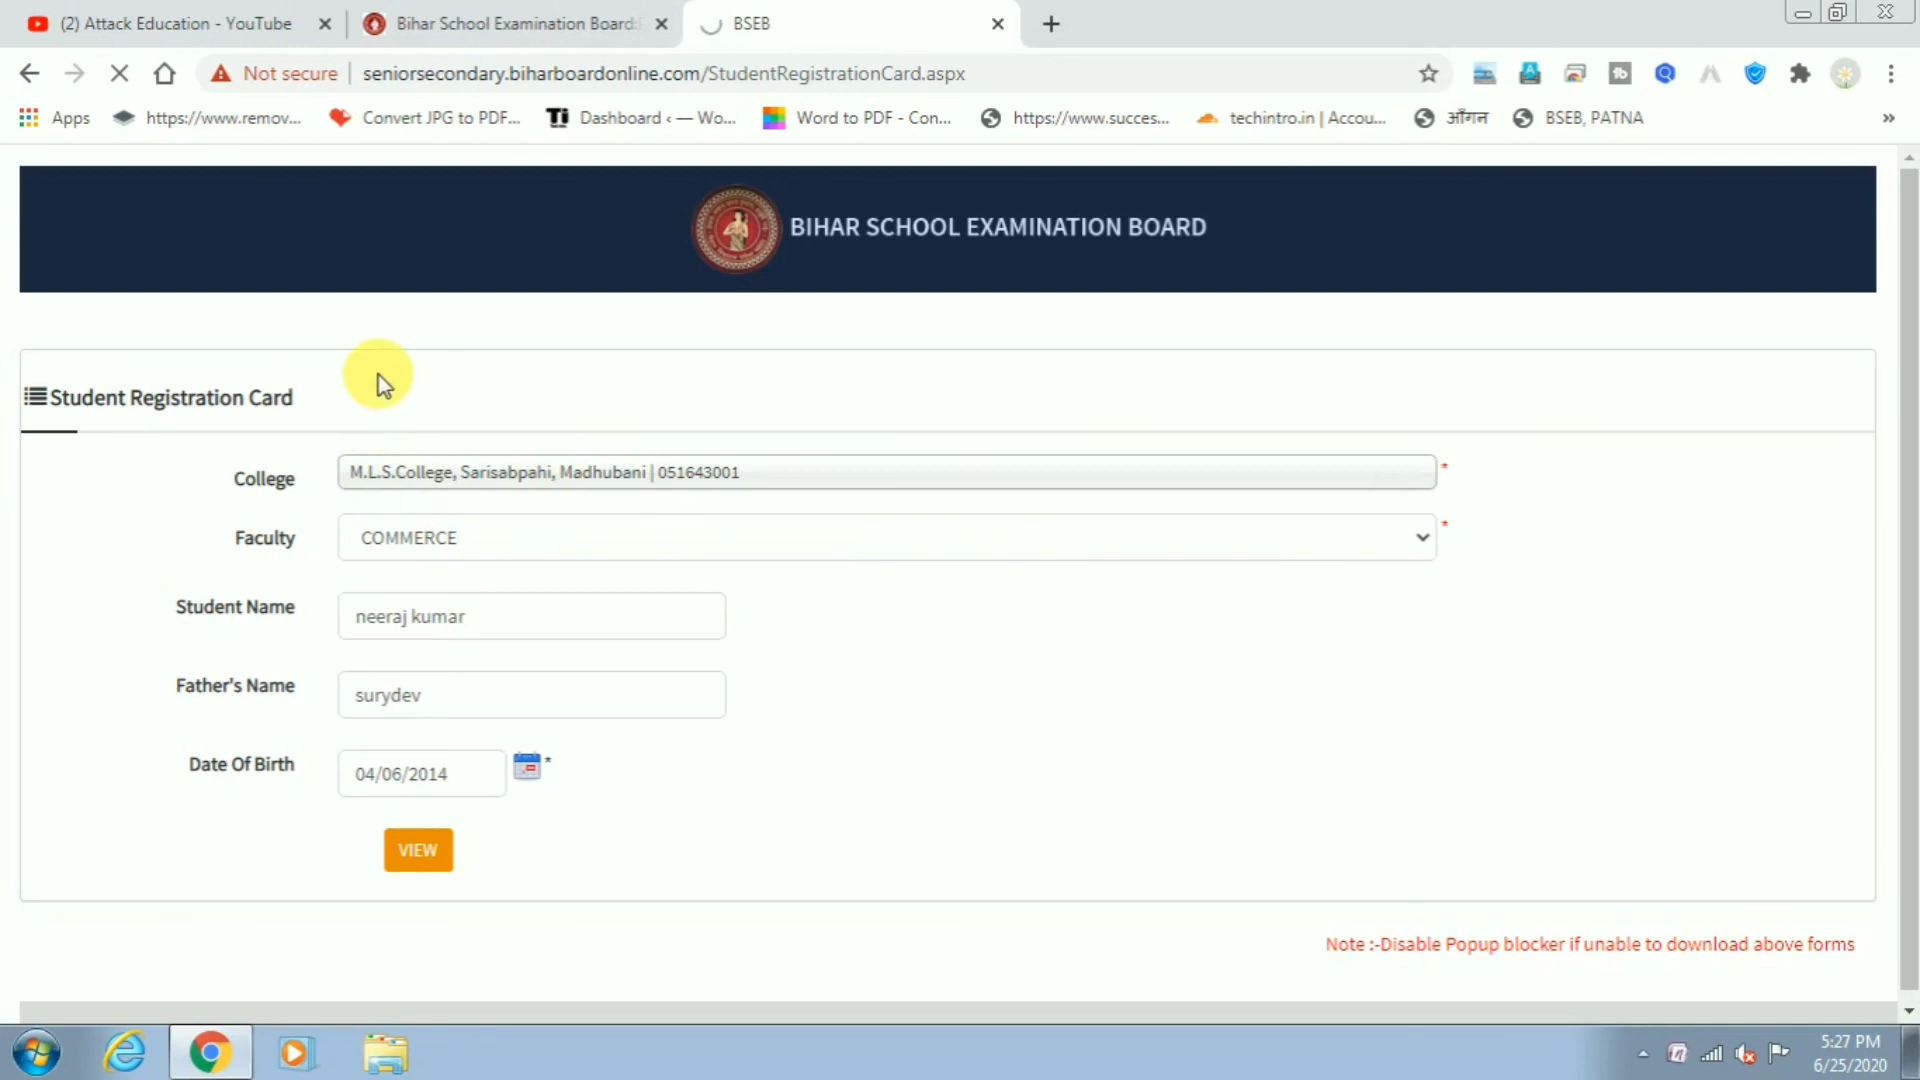 (2) Attack Education - YouTube
Bihar School Examination Board:
BSEB
Not secure
seniorsecondary.biharboardonline.com/StudentRegistrationCard.aspx
Apps
https://www.remov...
Convert JPG to PDF...
Dashboard ‹ — Wo...
Word to PDF - Con...
https://www.succes...
techintro.in | Accou...
आँगन
BSEB, PATNA
»
BIHAR SCHOOL EXAMINATION BOARD
Student Registration Card
College
M.L.S.College, Sarisabpahi, Madhubani | 051643001
*
Faculty
COMMERCE
*
Student Name
neeraj kumar
Father's Name
surydev
Date Of Birth
04/06/2014
*
VIEW
Note :-Disable Popup blocker if unable to download above forms
5:27 PM
6/25/2020